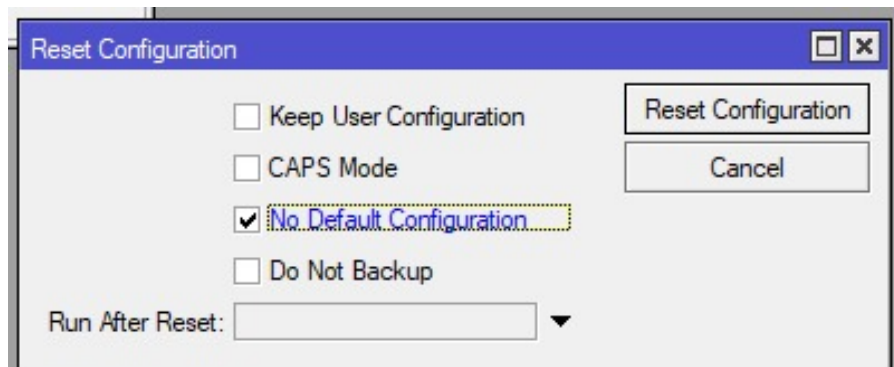 Reset Configuration
Keep User Configuration
Reset Configuration
CAPS Mode
Cancel
No Default Configuration
Do Not Backup
Run After Reset: